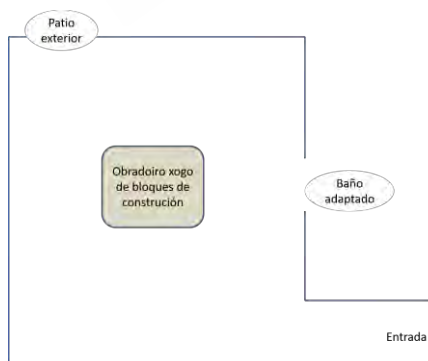 Patio
exterior
Obradoiro xogo
de bloques de
construción
Baño
adaptado
Entrada